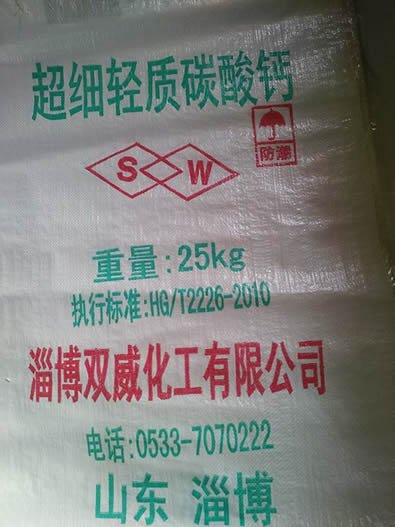 超细轻质碳酸钙
S W
防潮
重量:25kg
执行标准:HG/T2226-2010
淄博双威化工有限公司
电话:0533-7070222
山东 淄博